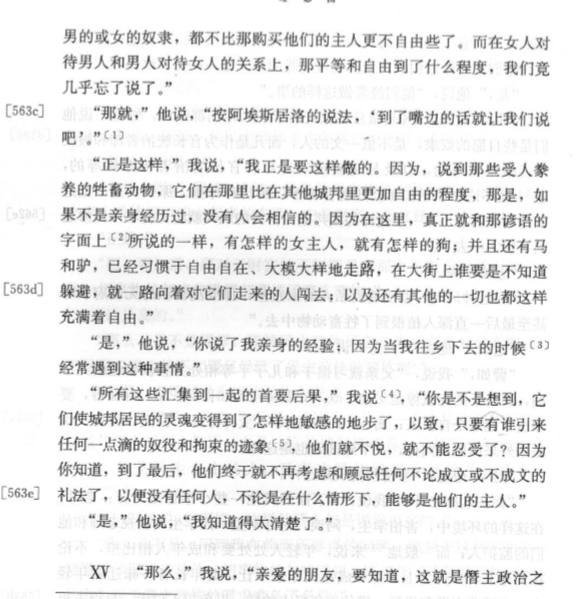 男的或女的奴隶，都不比那购买他们的主人更不自由些了。而在女人对
待男人和男人对待女人的关系上，那平等和自由到了什么程度，我们竟
几乎忘了说了。”
[563c] “那就，”他说，“按阿埃斯居洛的说法，‘到了嘴边的话就让我们说
吧’。”(1)
“正是这样，”我说，“我正是要这样做的。因为，说到那些受人豢
养的牲畜动物，它们在那里比在其他城邦里更加自由的程度，那是，如
果不是亲身经历过，没有人会相信的。因为在这里，真正就和那谚语的
字面上(2)所说的一样，有怎样的女主人，就有怎样的狗；并且还有马
和驴，已经习惯于自由自在、大模大样地走路，在大街上谁要是不知道
[563d] 躲避，就一路向着对它们走来的人闯去；以及还有其他的一切也都这样
充满着自由。”
“是，”他说，“你说了我亲身的经验，因为当我往乡下去的时候(3)
经常遇到这种事情。”
“所有这些汇集到一起的首要后果，”我说(4)，“你是不是想到，它
们使城邦居民的灵魂变得到了怎样地敏感的地步了，以致，只要有谁引来
任何一点滴的奴役和拘束的迹象(5)，他们就不悦，就不能忍受了？因为
你知道，到了最后，他们终于就不再考虑和顾忌任何不论成文或不成文的
[563e] 礼法了，以便没有任何人，不论是在什么情形下，能够是他们的主人。”
“是，”他说，“我知道得太清楚了。”
XV “那么，”我说，“亲爱的朋友，要知道，这就是僭主政治之